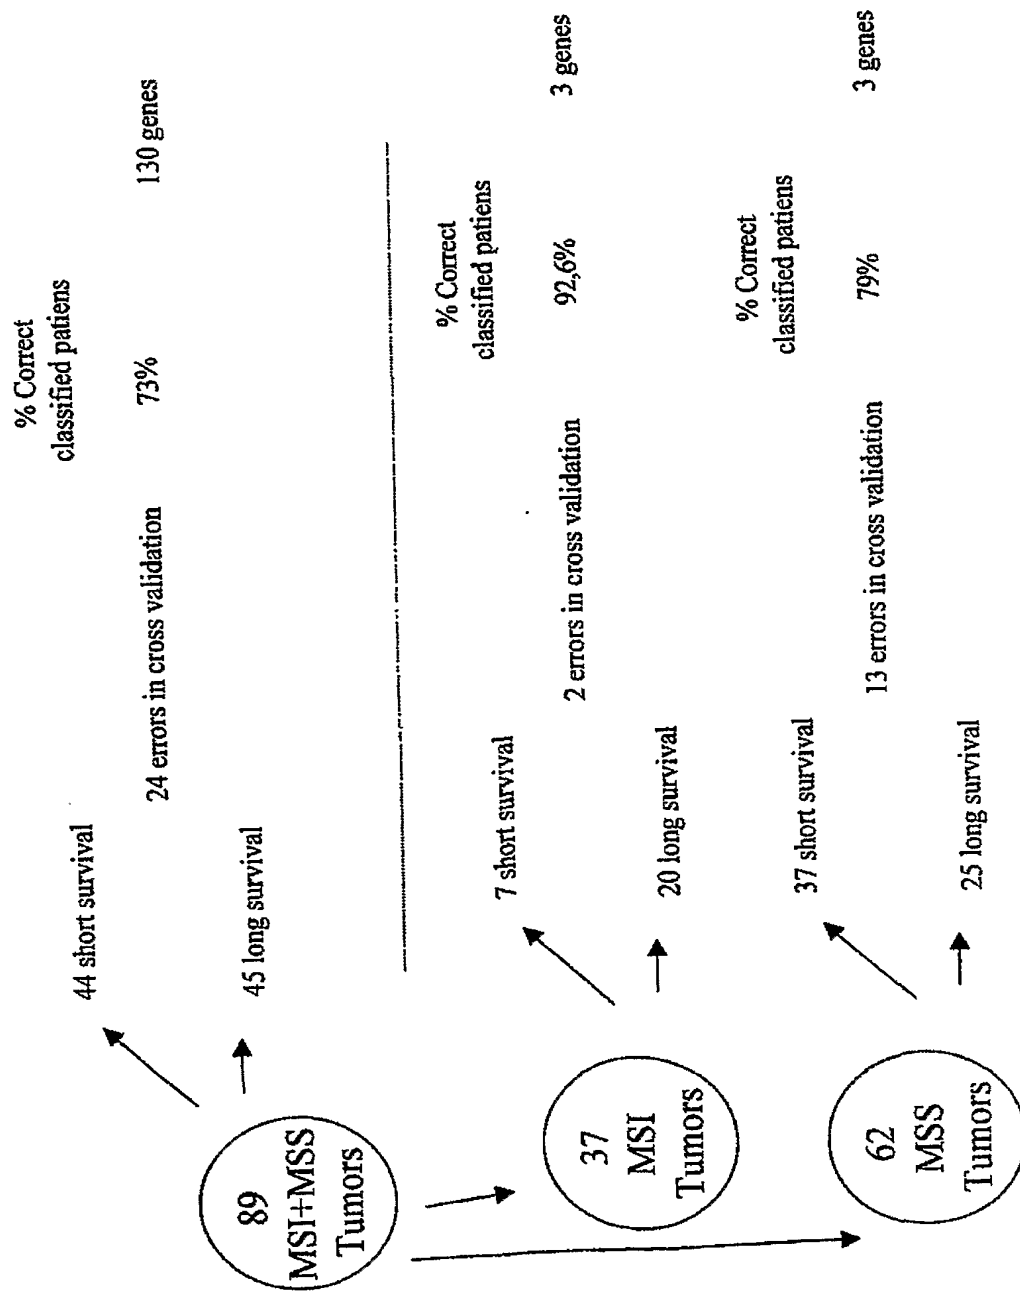 89
MSI+MSS
Tumors
44 short survival
45 long survival
24 errors in cross validation
% Correct
classified patiens
73%
130 genes
37
MSI
Tumors
7 short survival
20 long survival
2 errors in cross validation
% Correct
classified patiens
92,6%
3 genes
62
MSS
Tumors
37 short survival
25 long survival
13 errors in cross validation
% Correct
classified patiens
79%
3 genes